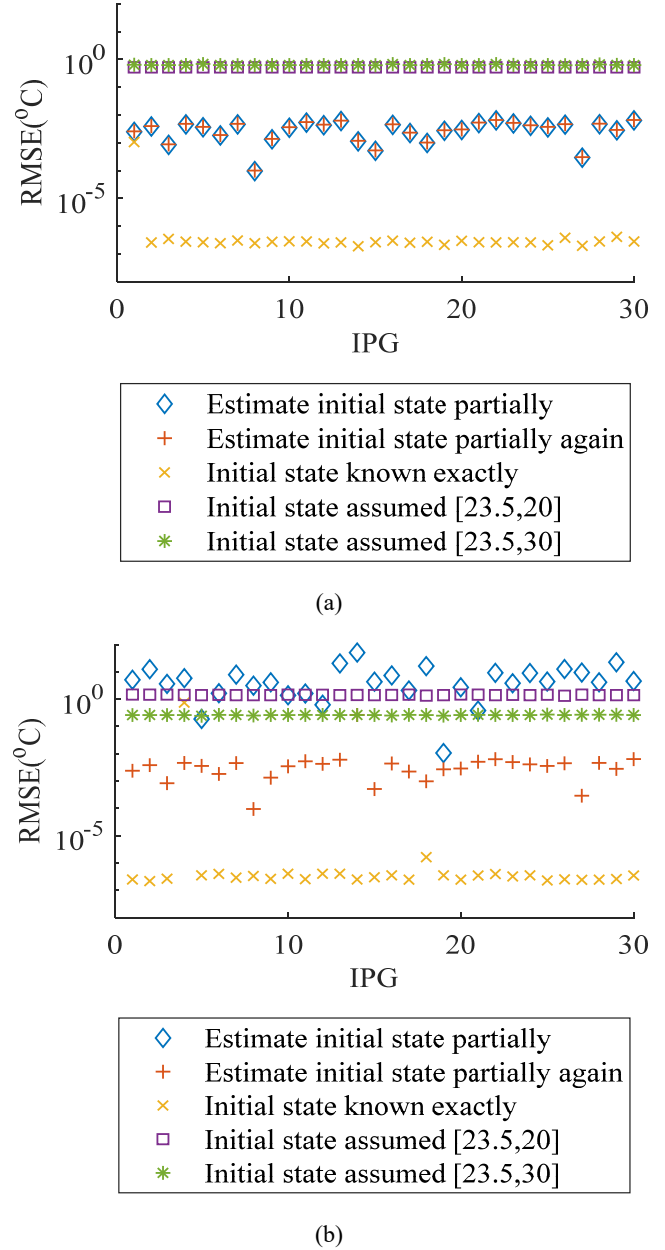 RMSE(°C)
10^0
10^-5
0 10 20 30
IPG
Estimate initial state partially
Estimate initial state partially again
Initial state known exactly
Initial state assumed [23.5,20]
Initial state assumed [23.5,30]
(a)
RMSE(°C)
10^0
10^-5
0 10 20 30
IPG
Estimate initial state partially
Estimate initial state partially again
Initial state known exactly
Initial state assumed [23.5,20]
Initial state assumed [23.5,30]
(b)